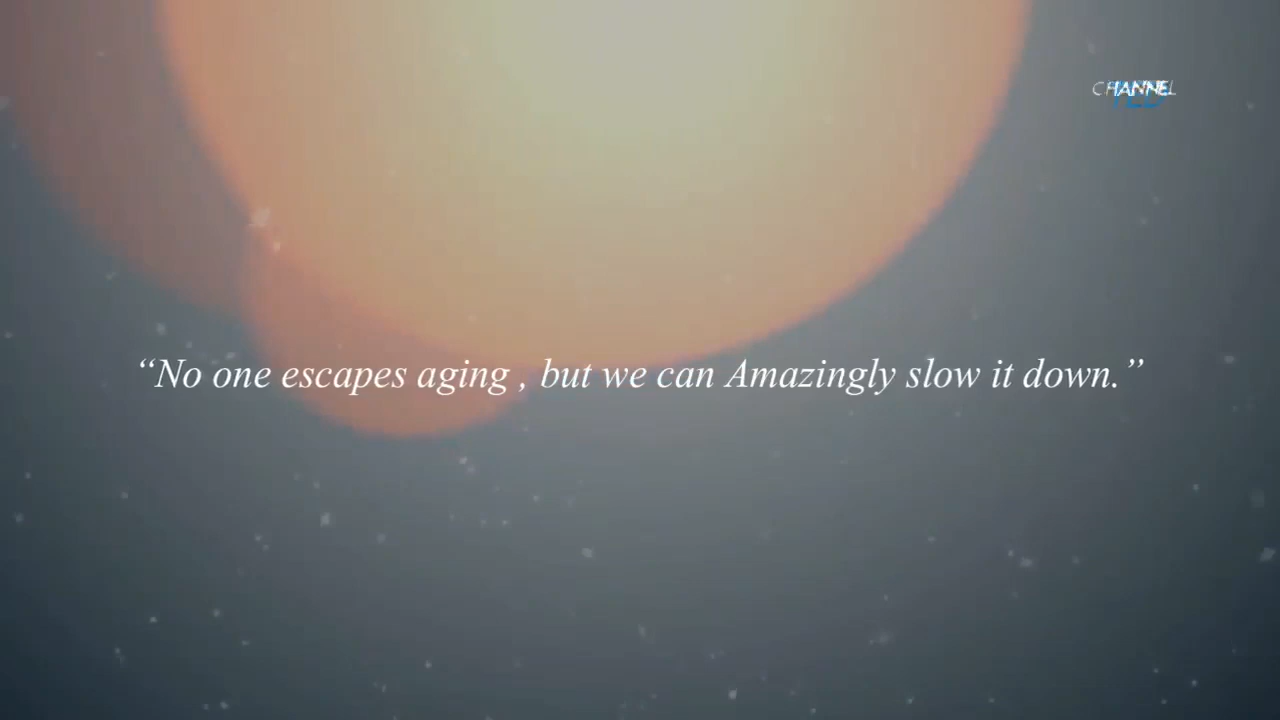 CHANNEL
“No one escapes aging , but we can Amazingly slow it down.”